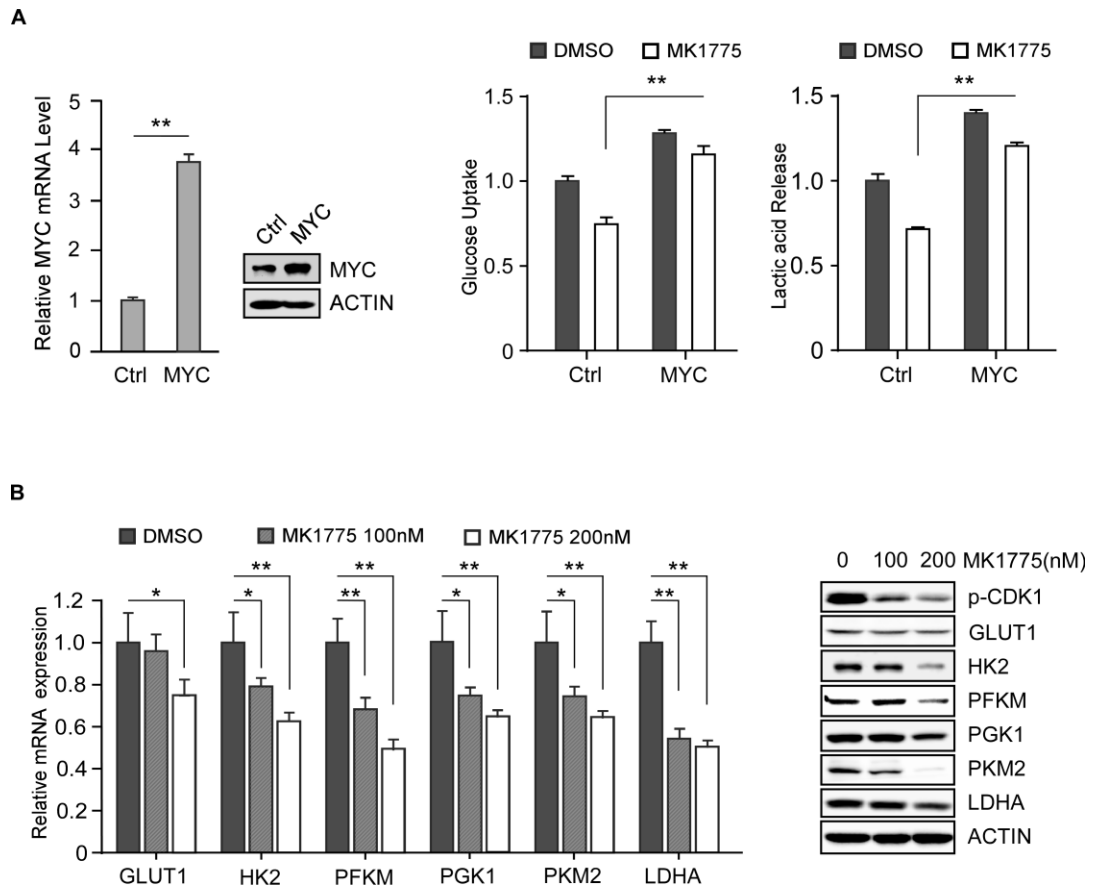 A
Relative MYC mRNA Level
5
4
3
2
1
0
**
Ctrl MYC
Ctrl MYC
MYC
ACTIN
DMSO MK1775
**
Glucose Uptake
1.5
1.0
0.5
0
Ctrl MYC
DMSO MK1775
**
Lactic acid Release
1.5
1.0
0.5
0
Ctrl MYC
B
DMSO MK1775 100nM MK1775 200nM
Relative mRNA expression
1.2
1.0
0.8
0.6
0.4
0.2
0
** ** ** ** **
* * ** * * **
GLUT1 HK2 PFKM PGK1 PKM2 LDHA
0 100 200 MK1775(nM)
p-CDK1
GLUT1
HK2
PFKM
PGK1
PKM2
LDHA
ACTIN